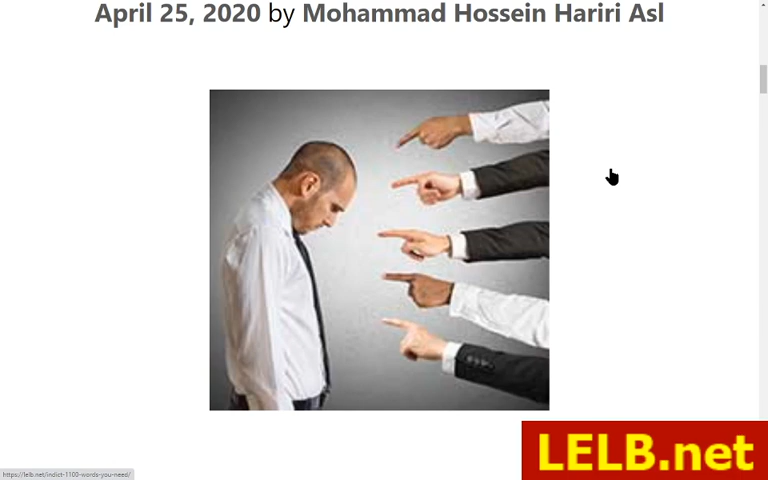 April 25, 2020 by Mohammad Hossein Hariri Asl
LELB.net
https://lelb.net/indict-1100-words-you-need/